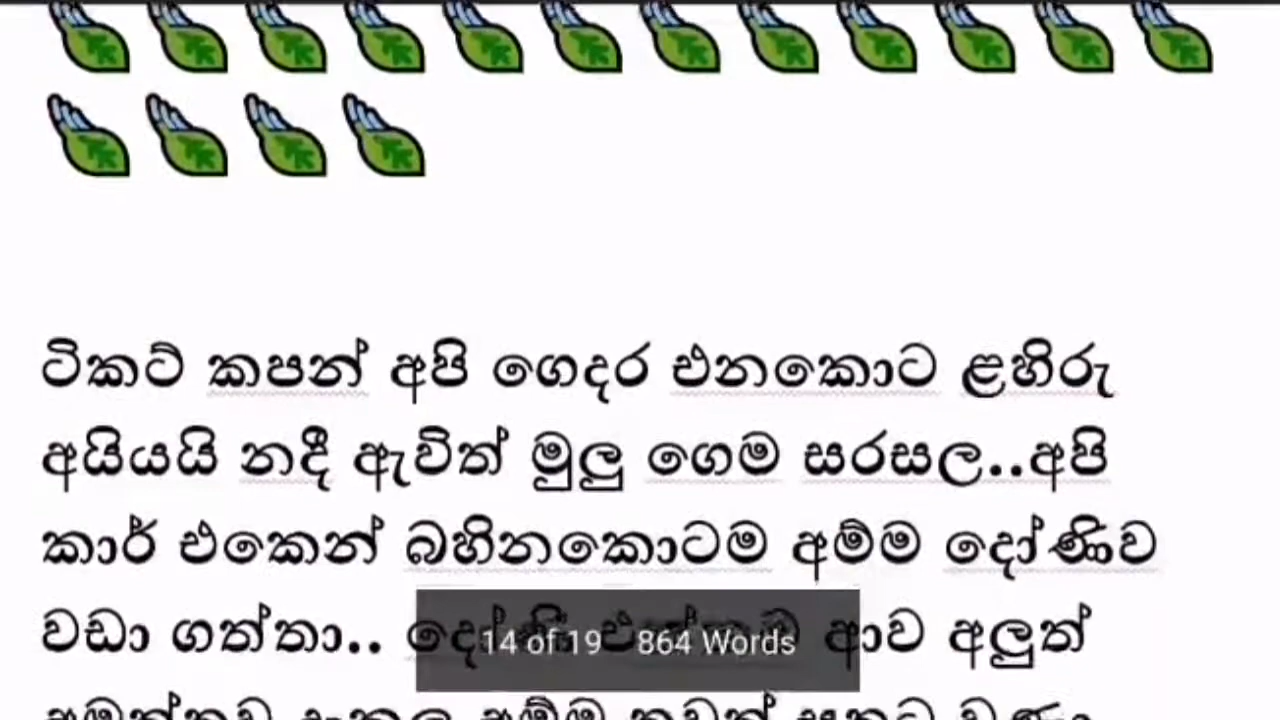 ටිකට් කපන් අපි ගෙදර එනකොට ළහිරු
අයියයි නදී ඇවිත් මුලු ගෙම සරසල..අපි
කාර් එකෙන් බහිනකොටම අම්ම දෝණිව
වඩා ගත්තා.. ආව අලුත්
14 of 19 864 Words